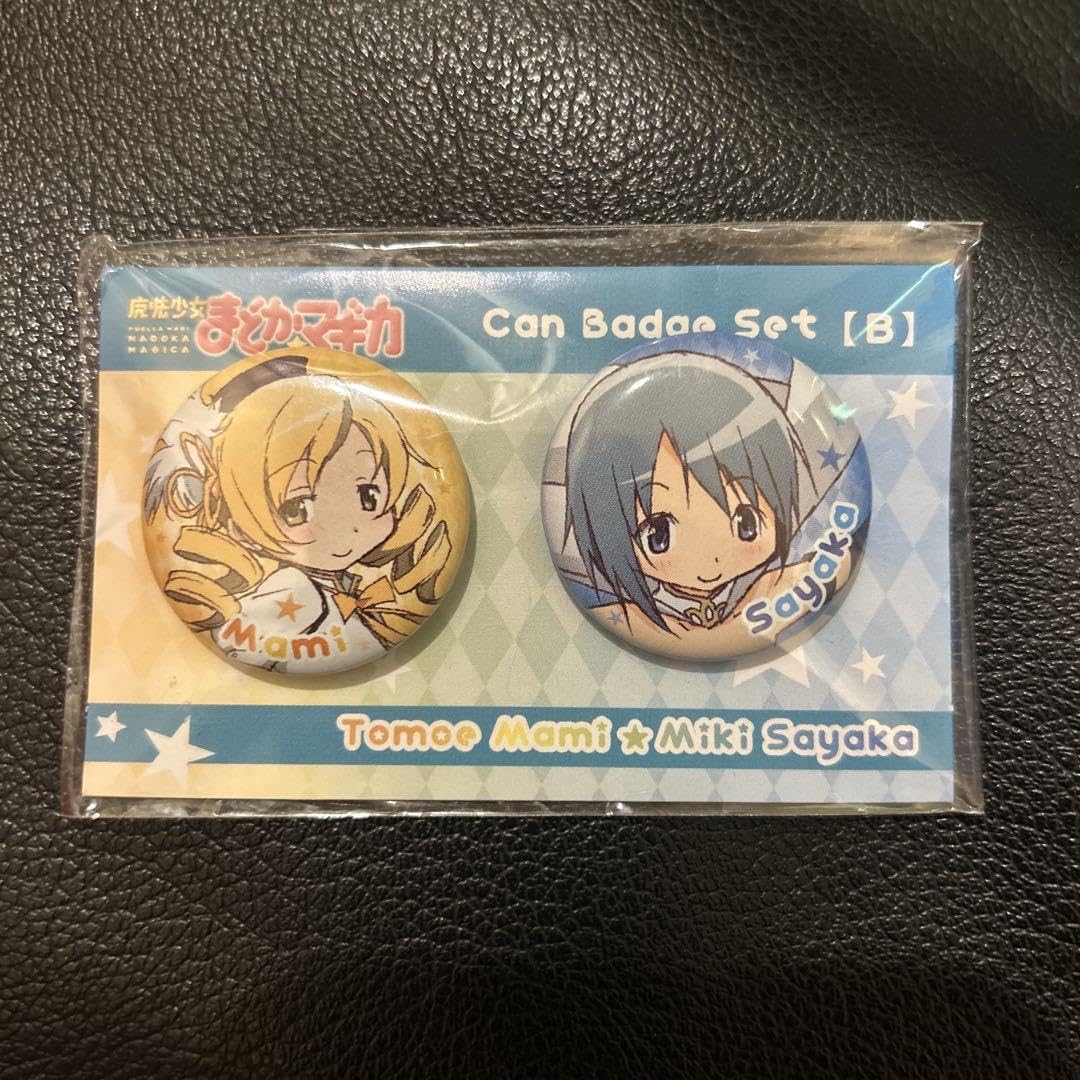 魔法少女
まどか☆マギカ
PUELLA MAGI
MADOKA
MAGICA
Can Badge Set【B】
Mami
Sayaka
Tomoe Mami★Miki Sayaka